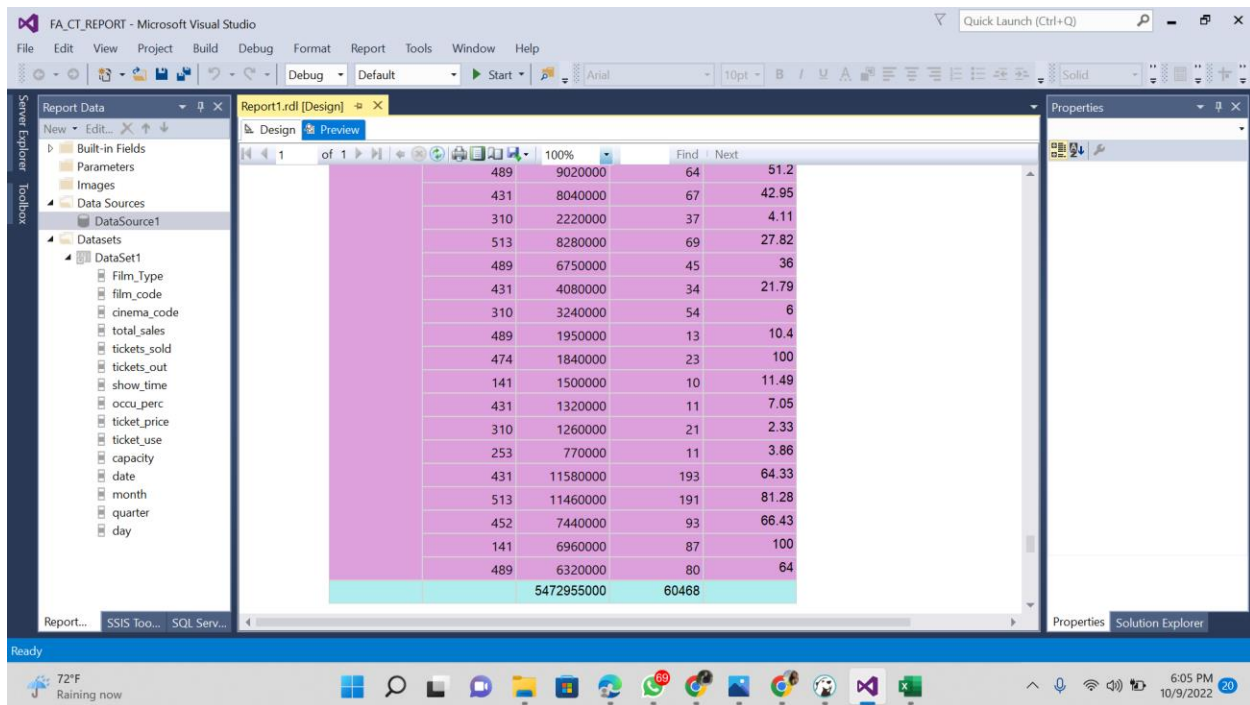 FA_CT_REPORT - Microsoft Visual Studio
Quick Launch (Ctrl+Q)
File Edit View Project Build Debug Format Report Tools Window Help
Debug Default Start Arial 10pt B I U A Solid
Server Explorer
Toolbox
Report Data
New Edit...
Built-in Fields
Parameters
Images
Data Sources
DataSource1
Datasets
DataSet1
Film_Type
film_code
cinema_code
total_sales
tickets_sold
tickets_out
show_time
occu_perc
ticket_price
ticket_use
capacity
date
month
quarter
day
Report... SSIS Too... SQL Serv...
Report1.rdl [Design]
Design Preview
1 of 1 100% Find Next
489 9020000 64 51.2
431 8040000 67 42.95
310 2220000 37 4.11
513 8280000 69 27.82
489 6750000 45 36
431 4080000 34 21.79
310 3240000 54 6
489 1950000 13 10.4
474 1840000 23 100
141 1500000 10 11.49
431 1320000 11 7.05
310 1260000 21 2.33
253 770000 11 3.86
431 11580000 193 64.33
513 11460000 191 81.28
452 7440000 93 66.43
141 6960000 87 100
489 6320000 80 64
5472955000 60468
Properties
Properties Solution Explorer
Ready
72°F
Raining now
69
6:05 PM
10/9/2022
20